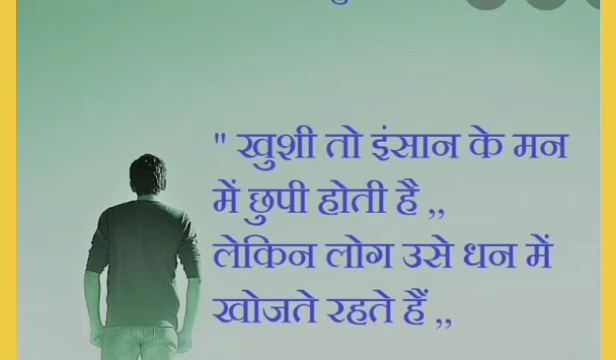 " खुशी तो इंसान के मन
में छुपी होती है ,,
लेकिन लोग उसे धन में
खोजते रहते हैं ,,